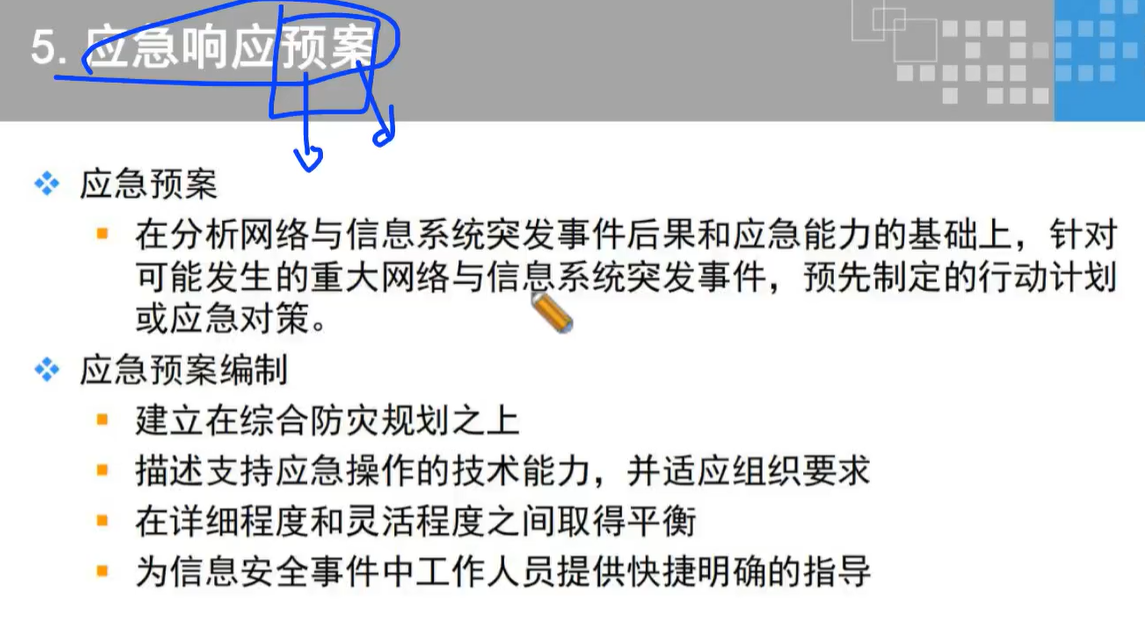 5. 应急响应预案
应急预案
在分析网络与信息系统突发事件后果和应急能力的基础上，针对
可能发生的重大网络与信息系统突发事件，预先制定的行动计划
或应急对策。
应急预案编制
建立在综合防灾规划之上
描述支持应急操作的技术能力，并适应组织要求
在详细程度和灵活程度之间取得平衡
为信息安全事件中工作人员提供快捷明确的指导